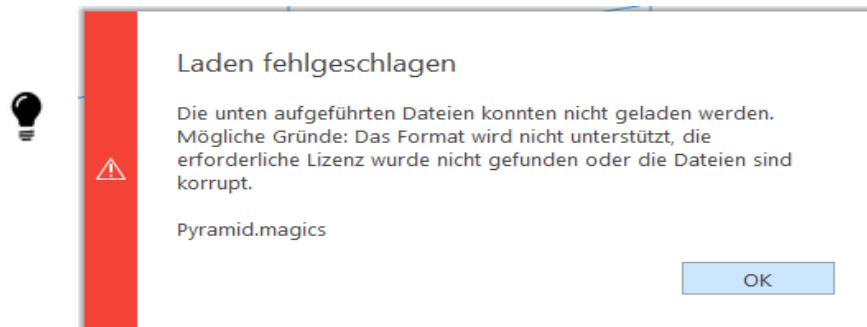 Laden fehlgeschlagen
Die unten aufgeführten Dateien konnten nicht geladen werden.
Mögliche Gründe: Das Format wird nicht unterstützt, die
erforderliche Lizenz wurde nicht gefunden oder die Dateien sind
korrupt.
Pyramid.magics
OK